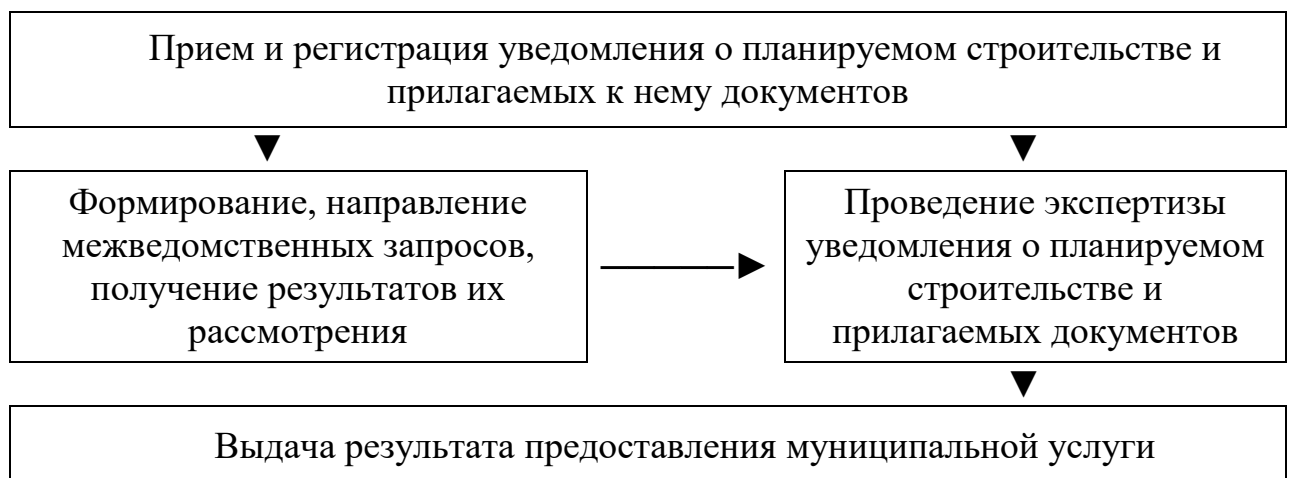 Прием и регистрация уведомления о планируемом строительстве и
прилагаемых к нему документов
Формирование, направление
межведомственных запросов,
получение результатов их
рассмотрения
Проведение экспертизы
уведомления о планируемом
строительстве и
прилагаемых документов
Выдача результата предоставления муниципальной услуги